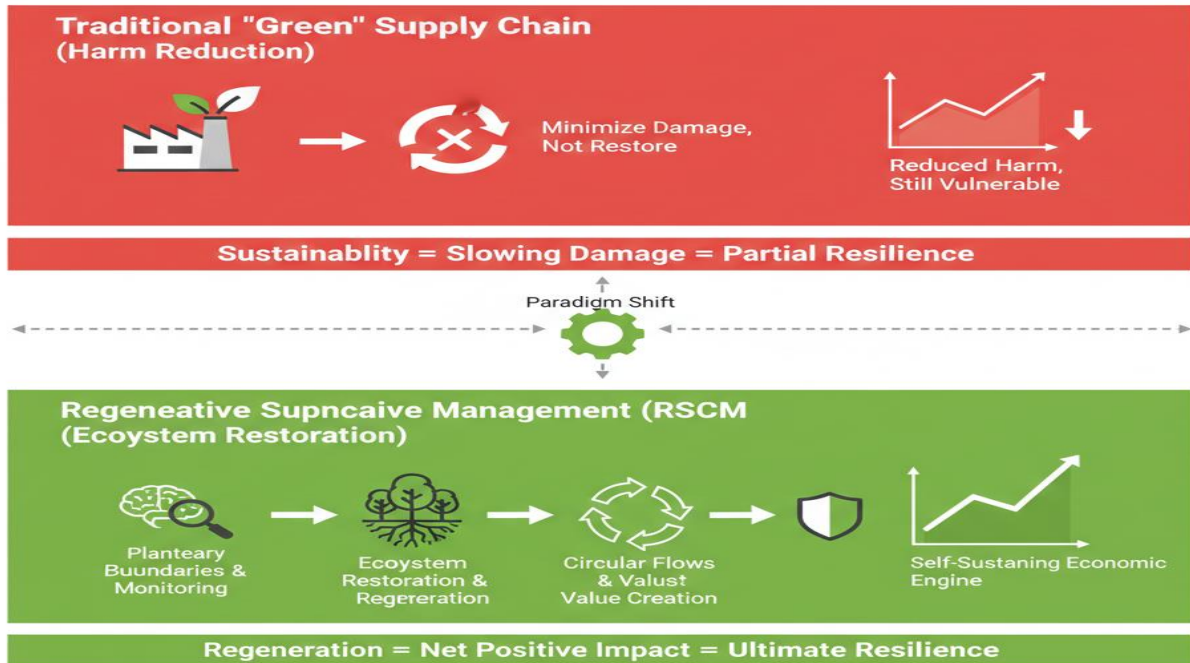 Traditional "Green" Supply Chain
(Harm Reduction)
Minimize Damage,
Not Restore
Reduced Harm,
Still Vulnerable
Sustainablity = Slowing Damage = Partial Resilience
Paradigm Shift
Regeneative Supncaive Management (RSCM
(Ecoystem Restoration)
Planteary
Buundaries &
Monitoring
Ecoystem
Restoration &
Regereration
Circular Flows
& Valust
Value Creation
Self-Sustaning Economic
Engine
Regeneration = Net Positive Impact = Ultimate Resilience